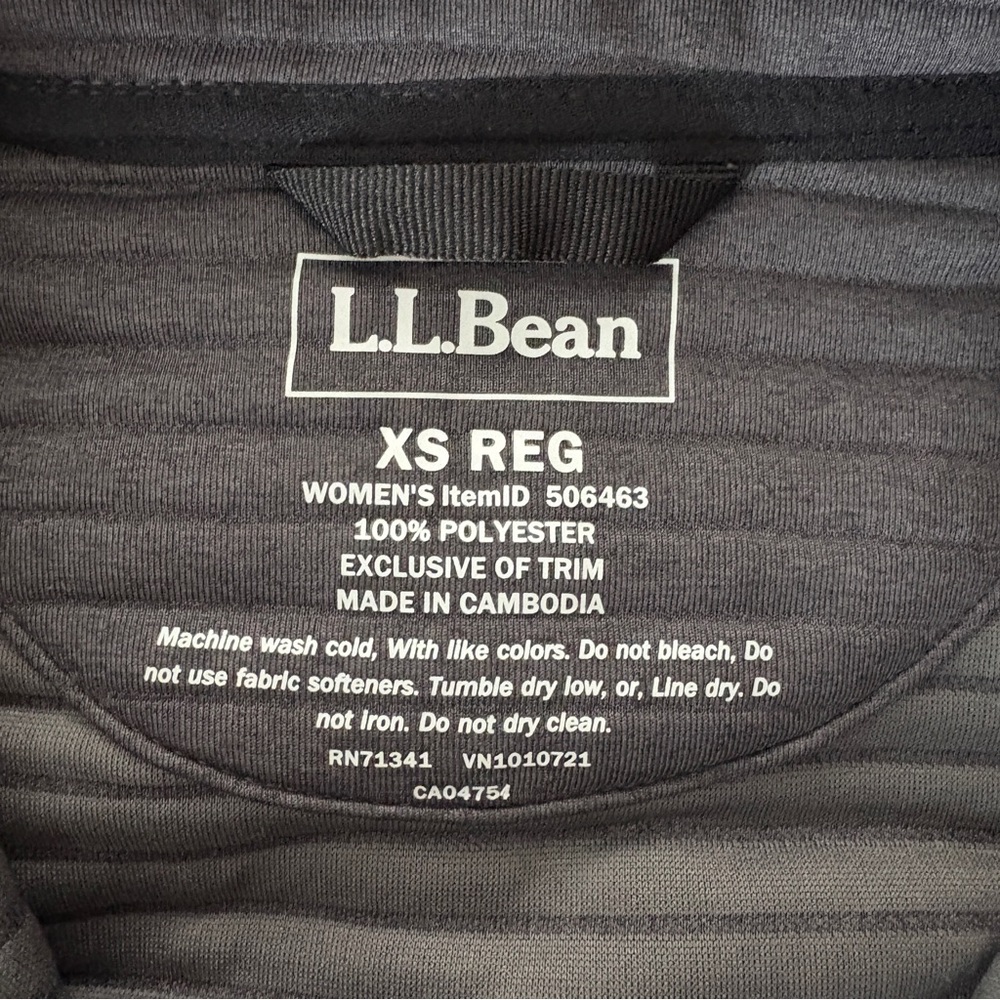 L.L.Bean
XS REG
WOMEN'S ItemID 506463
100% POLYESTER
EXCLUSIVE OF TRIM
MADE IN CAMBODIA
Machine wash cold, With like colors. Do not bleach, Do
not use fabric softeners. Tumble dry low, or, Line dry. Do
not iron. Do not dry clean.
RN71341 VN1010721
CA04754